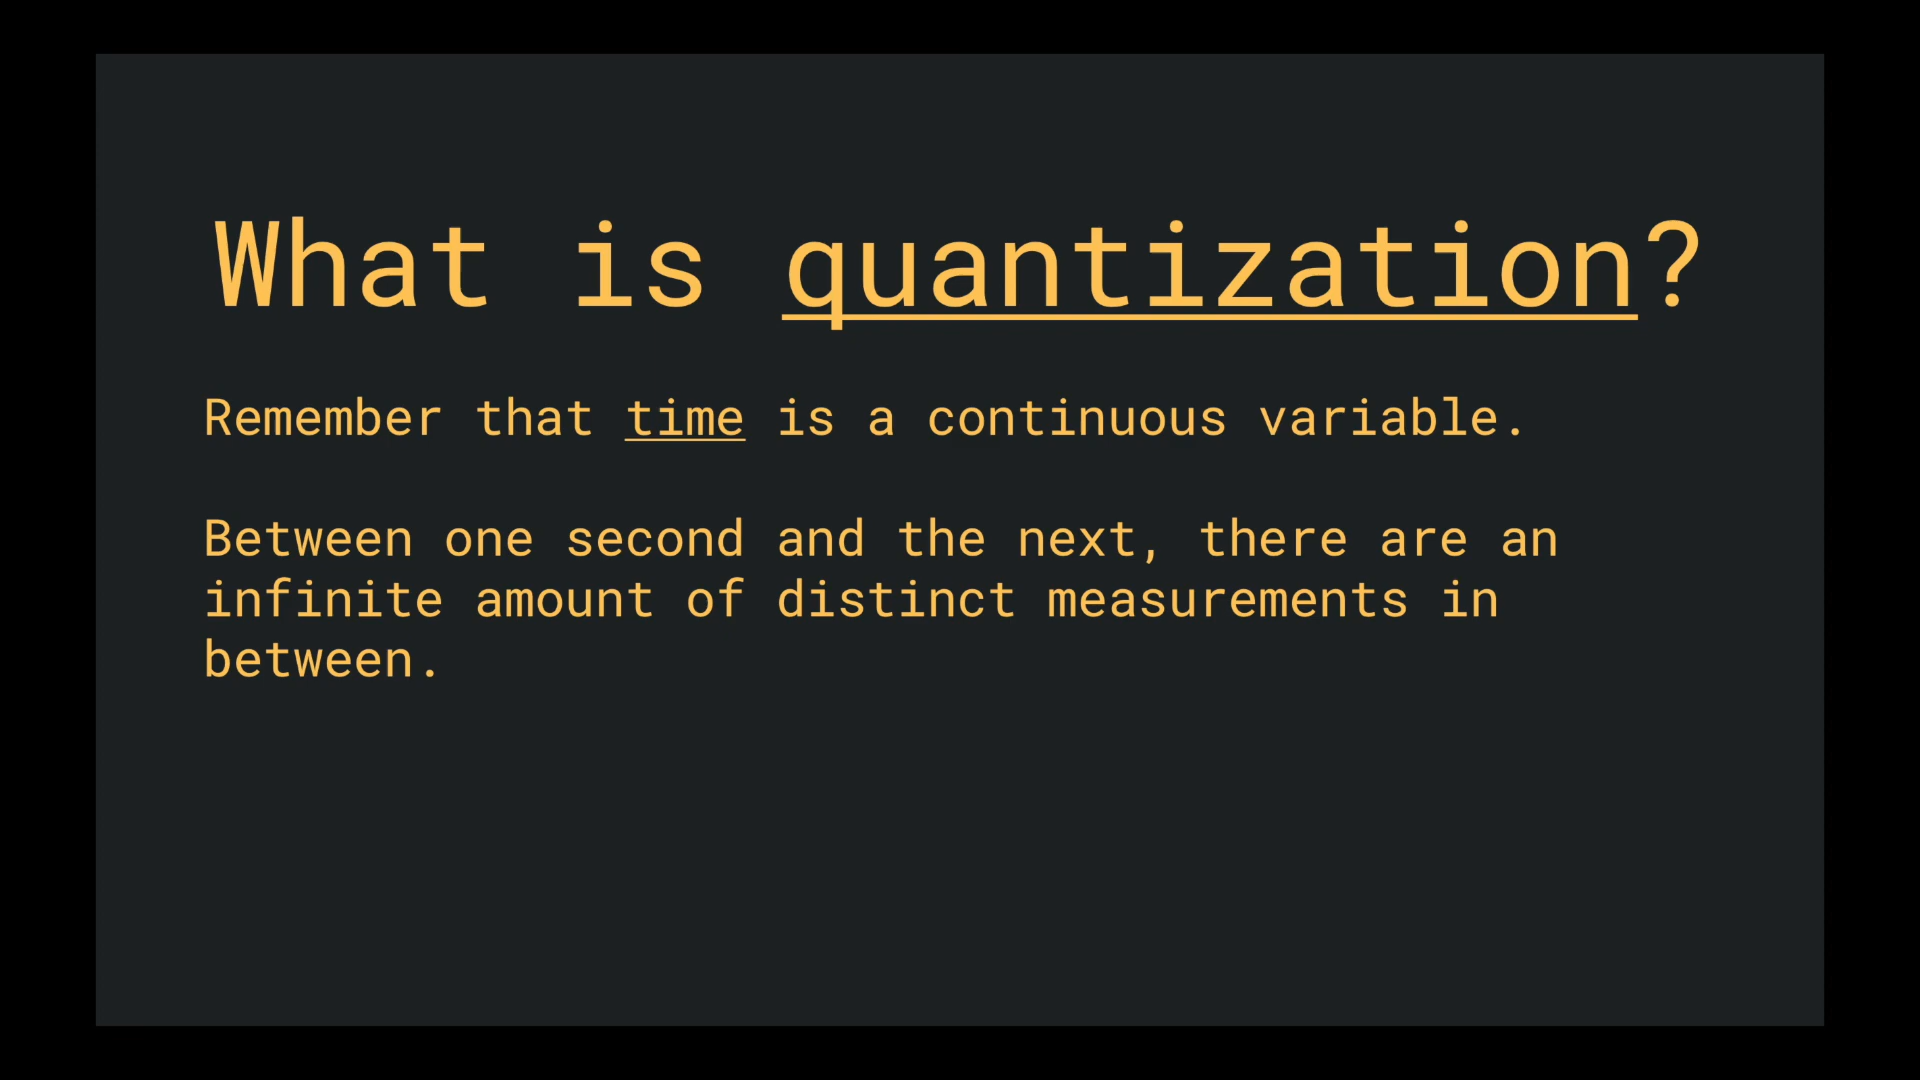 What is quantization?
Remember that time is a continuous variable.
Between one second and the next, there are an
infinite amount of distinct measurements in
between.